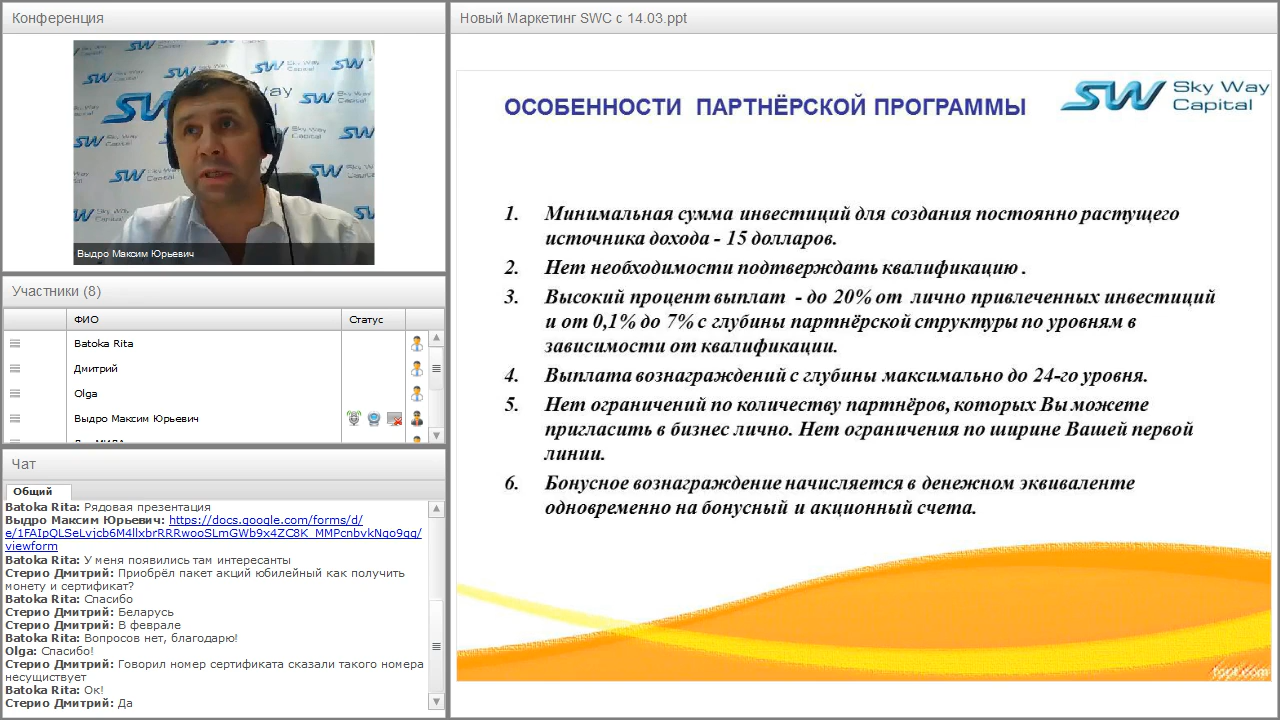 Конференция
SW Sky Way Capital
Выдро Максим Юрьевич
Участники (8)
ФИО
Статус
Batoka Rita
Дмитрий
Olga
Выдро Максим Юрьевич
Чат
Общий
Batoka Rita: Рядовая презентация
Выдро Максим Юрьевич: https://docs.google.com/forms/d/
viewform
Batoka Rita: У меня появились там интересанты
Стерио Дмитрий: Приобрёл пакет акций юбилейный как получить
монету и сертификат?
Batoka Rita: Спасибо
Стерио Дмитрий: Беларусь
Стерио Дмитрий: В феврале
Batoka Rita: Вопросов нет, благодарю!
Olga: Спасибо!
Стерио Дмитрий: Говорил номер сертификата сказали такого номера
несуществует
Batoka Rita: Ок!
Стерио Дмитрий: Да
Новый Маркетинг SWC с 14.03.ppt
ОСОБЕННОСТИ ПАРТНЁРСКОЙ ПРОГРАММЫ
SW Sky Way
Capital
1. Минимальная сумма инвестиций для создания постоянно растущего
источника дохода - 15 долларов.
2. Нет необходимости подтверждать квалификацию .
3. Высокий процент выплат - до 20% от лично привлеченных инвестиций
и от 0,1% до 7% с глубины партнёрской структуры по уровням в
зависимости от квалификации.
4. Выплата вознаграждений с глубины максимально до 24-го уровня.
5. Нет ограничений по количеству партнёров, которых Вы можете
пригласить в бизнес лично. Нет ограничения по ширине Вашей первой
линии.
6. Бонусное вознаграждение начисляется в денежном эквиваленте
одновременно на бонусный и акционный счета.
fppt.com